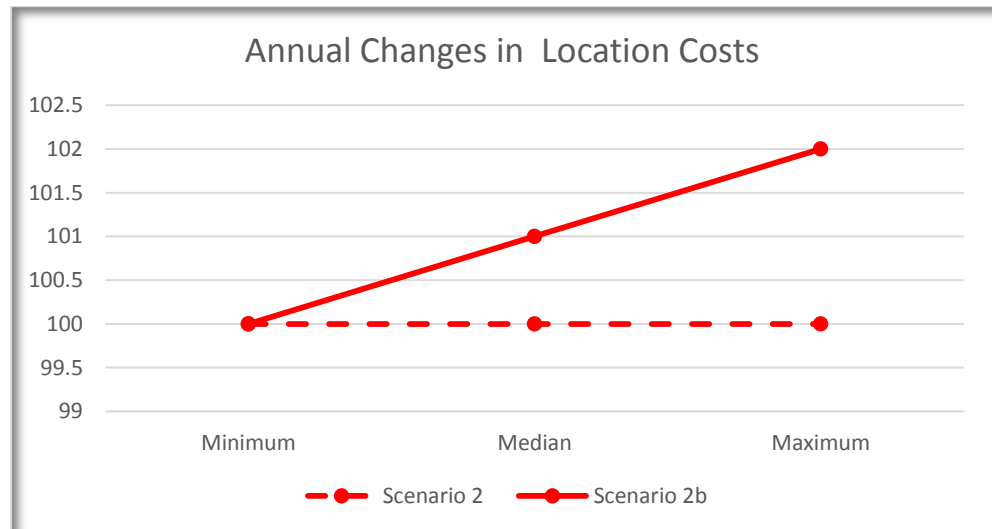 Annual Changes in  Location Costs
102.5
102
101.5
101
100.5
100
99.5
99
Minimum Median Maximum
Scenario 2 Scenario 2b